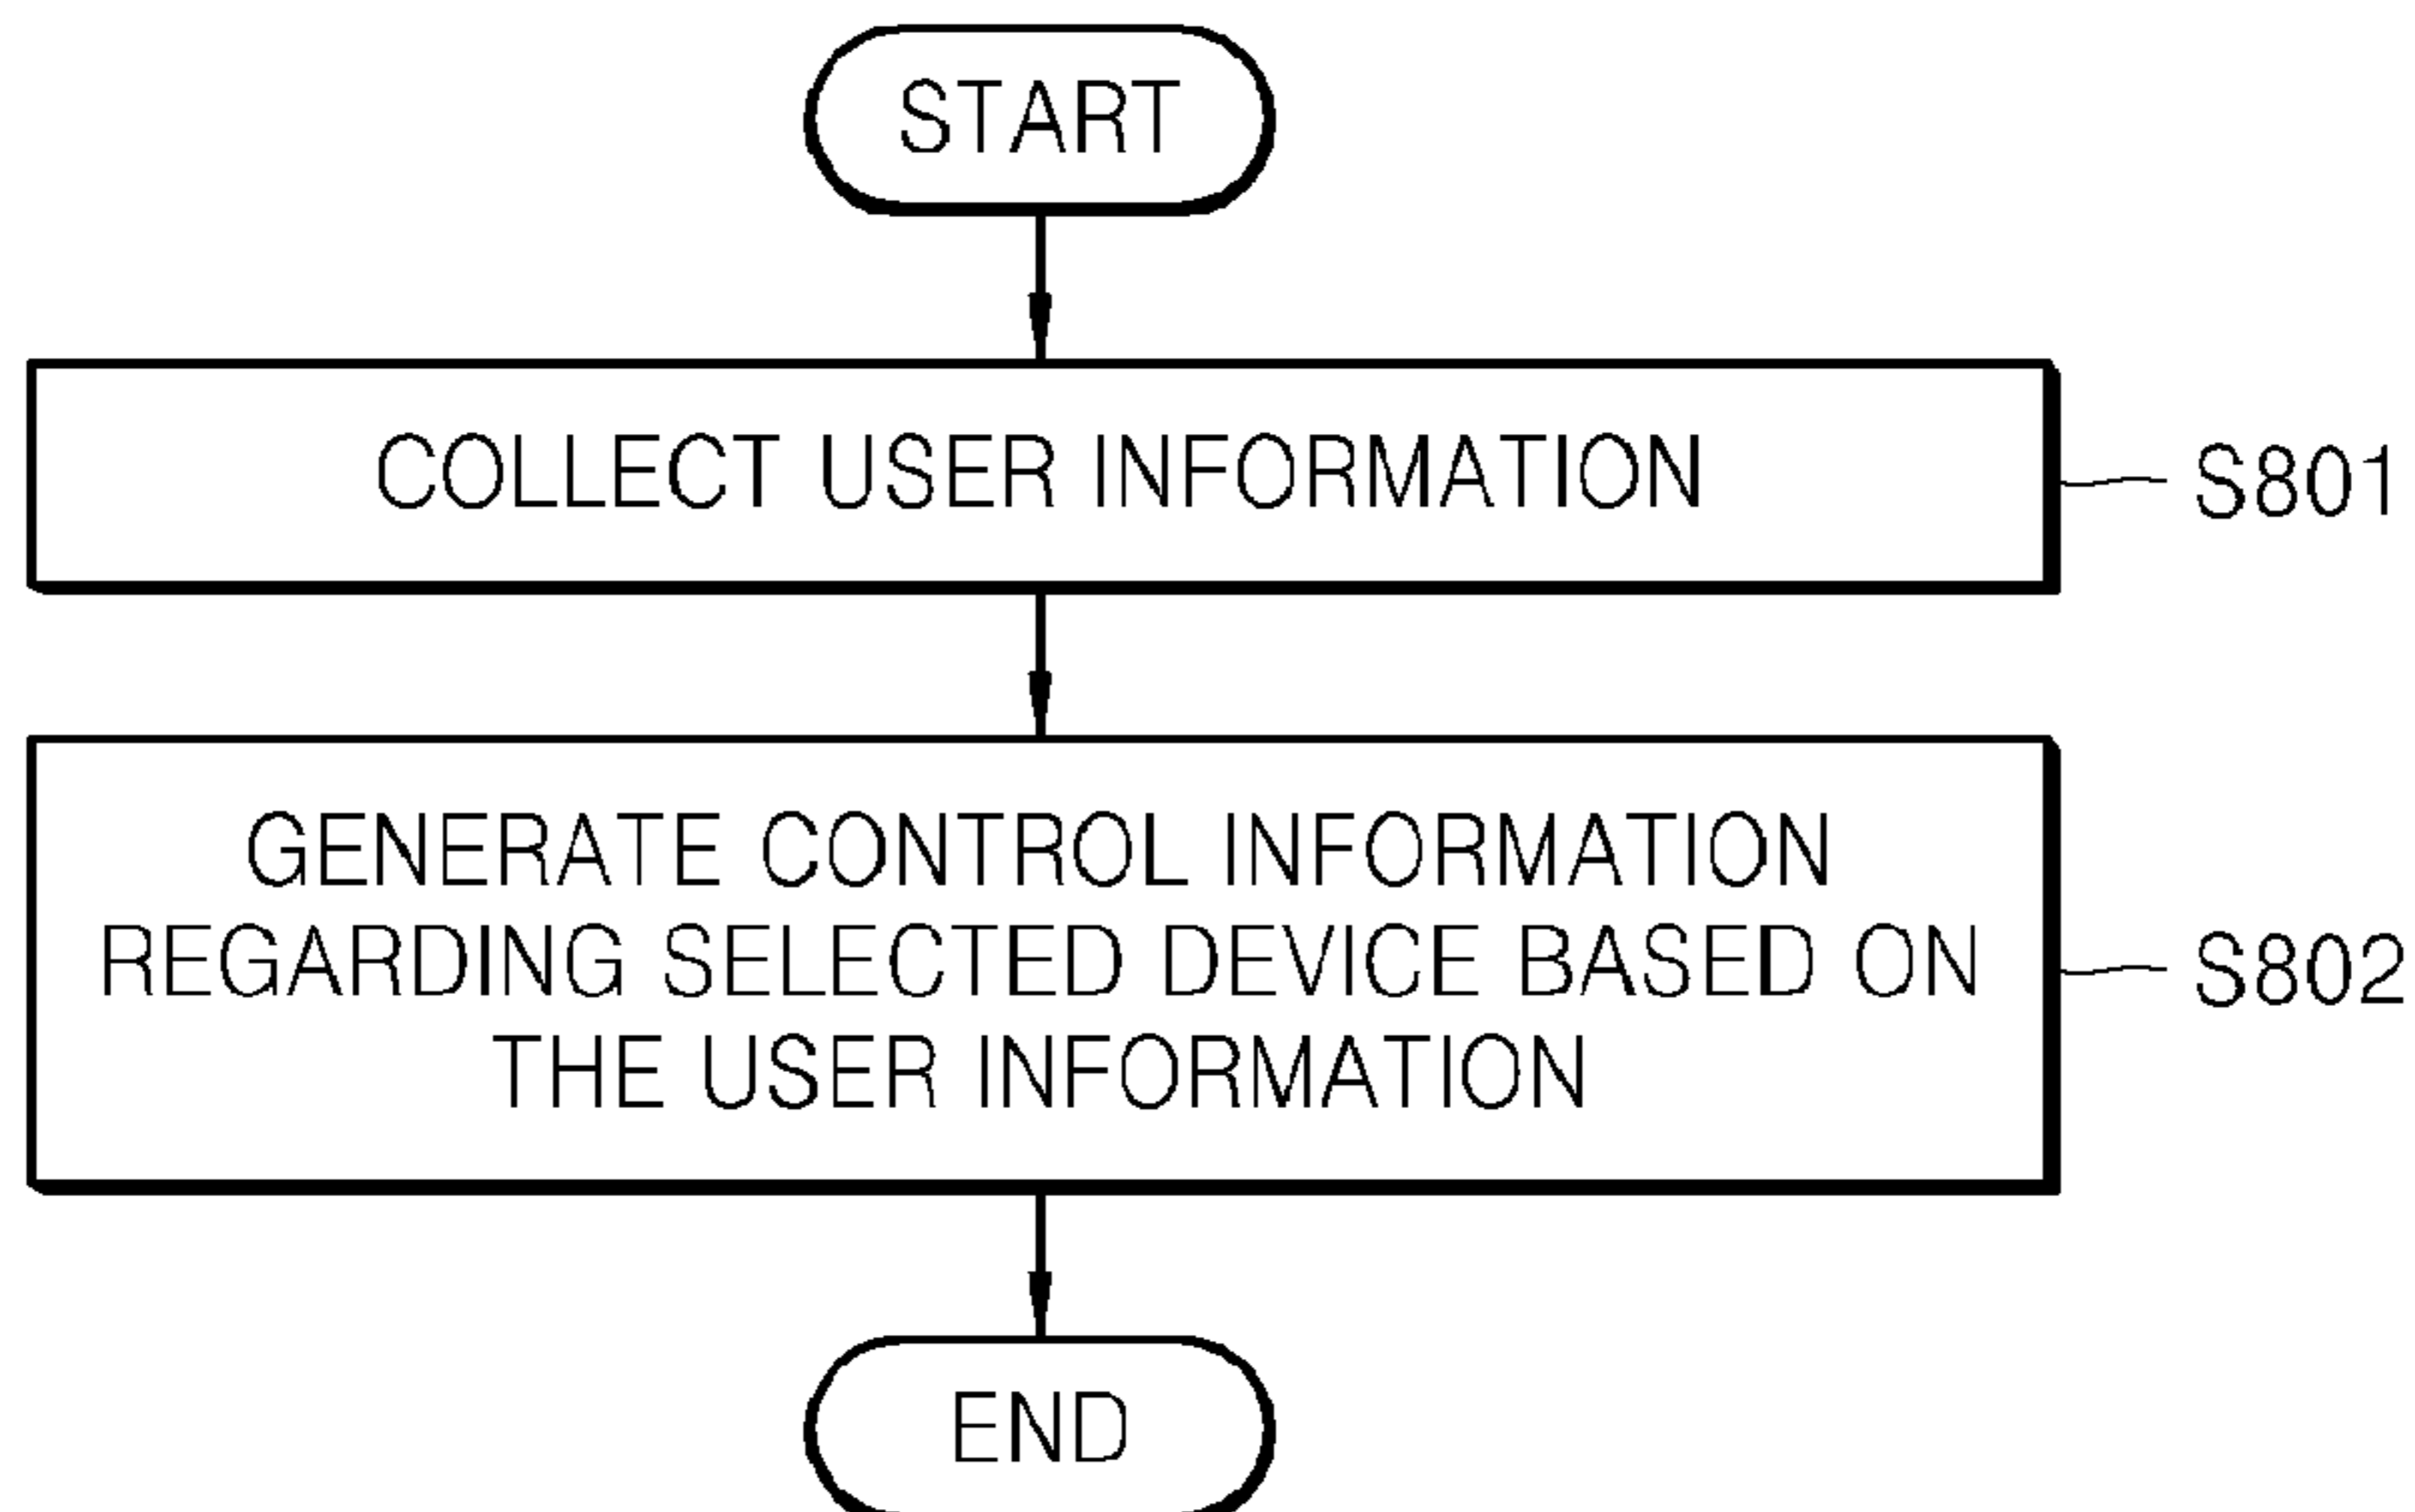 START
COLLECT USER INFORMATION
S801
GENERATE CONTROL INFORMATION
REGARDING SELECTED DEVICE BASED ON
THE USER INFORMATION
S802
END